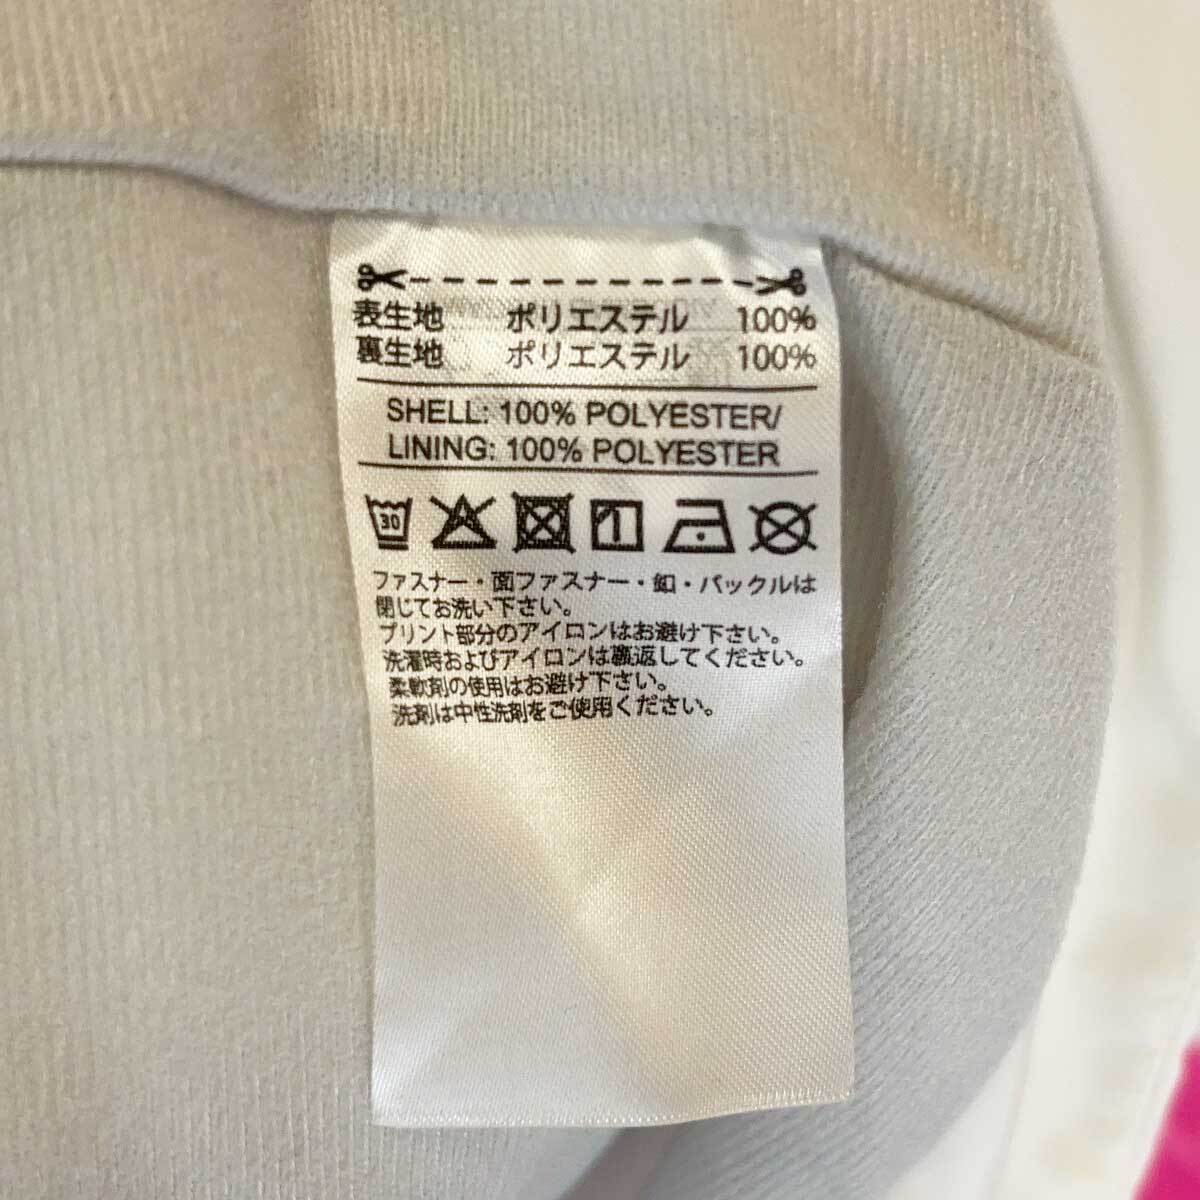 表生地 ポリエステル 100%
裏生地 ポリエステル 100%
SHELL: 100% POLYESTER/
LINING: 100% POLYESTER
30
ファスナー・面ファスナー・釦・バックルは
閉じてお洗い下さい。
プリント部分のアイロンはお避け下さい。
洗濯時およびアイロンは裏返してください。
柔軟剤の使用はお避け下さい。
洗剤は中性洗剤をご使用ください。